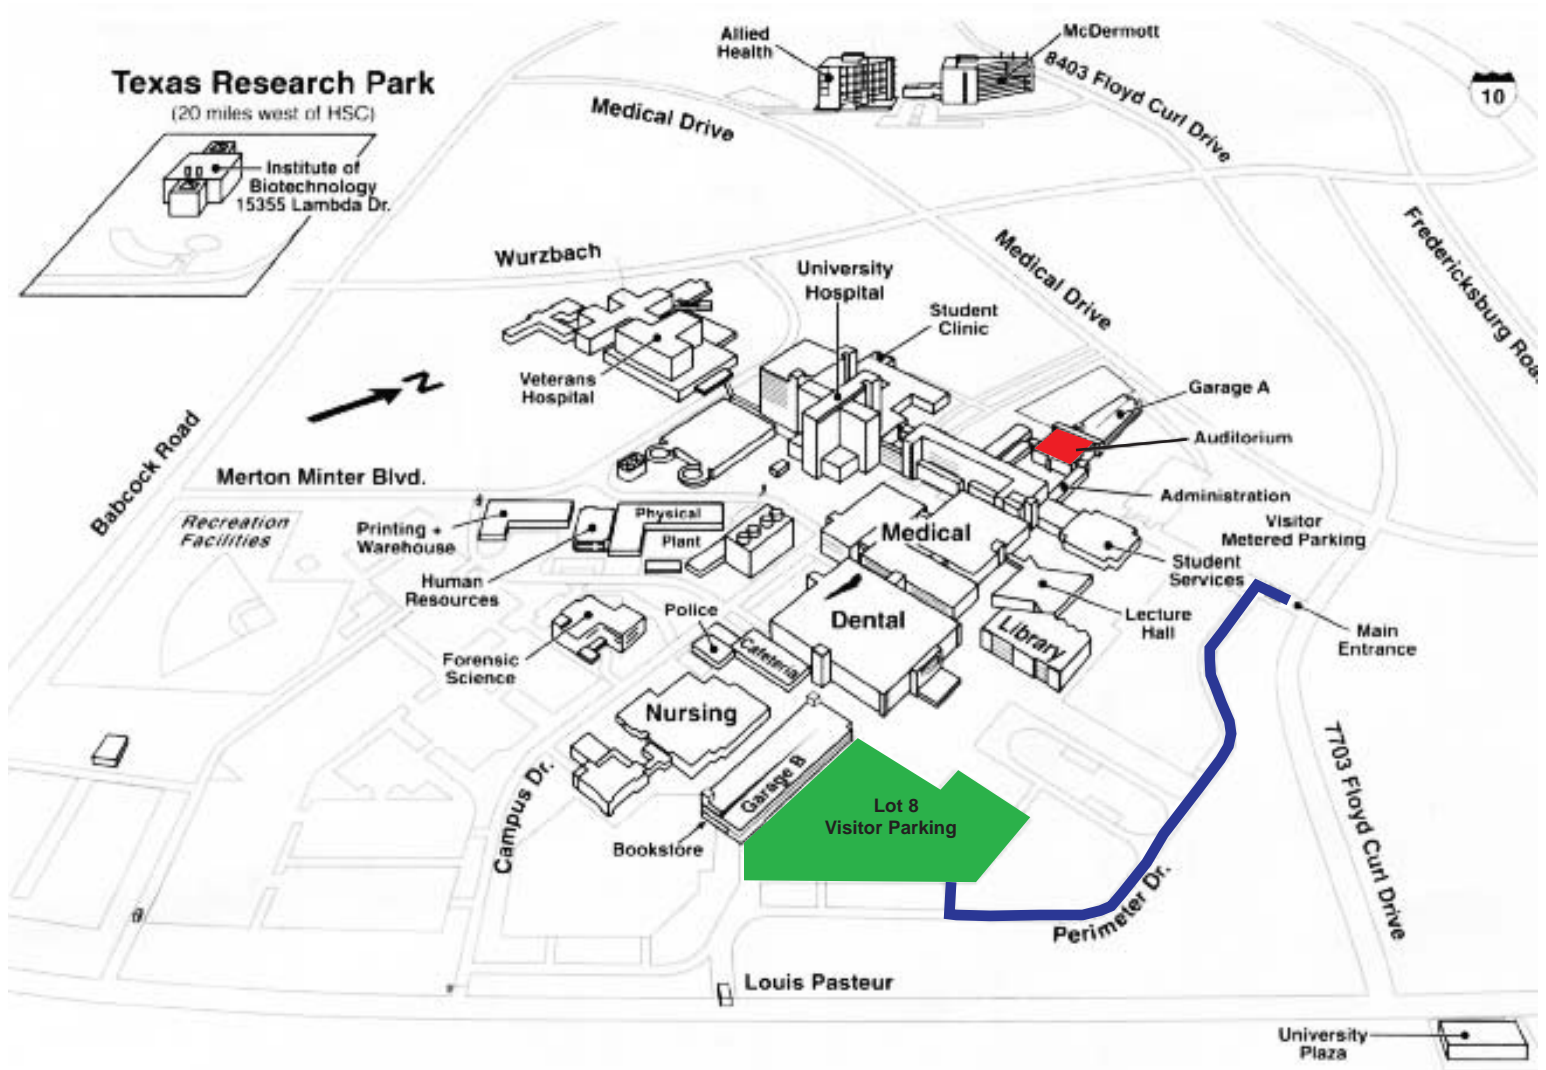 Allied
Health
McDermott
8403 Floyd Curl Drive
10
Texas Research Park
(20 miles west of HSC)
Medical Drive
Institute of
Biotechnology
15355 Lambda Dr.
Fredericksburg Road
Wurzbach
Medical Drive
University
Hospital
Student
Clinic
Veterans
Hospital
N
Garage A
Auditorium
Babcock Road
Merton Minter Blvd.
Administration
Recreation
Facilities
Printing +
Warehouse
Physical
Plant
Medical
Visitor
Metered Parking
Student
Services
Human
Resources
Police
Dental
Lecture
Hall
Library
Main
Entrance
Forensic
Science
Cafeteria
Nursing
7703 Floyd Curl Drive
Campus Dr.
Garage B
Lot 8
Visitor Parking
Bookstore
Perimeter Dr.
Louis Pasteur
University
Plaza